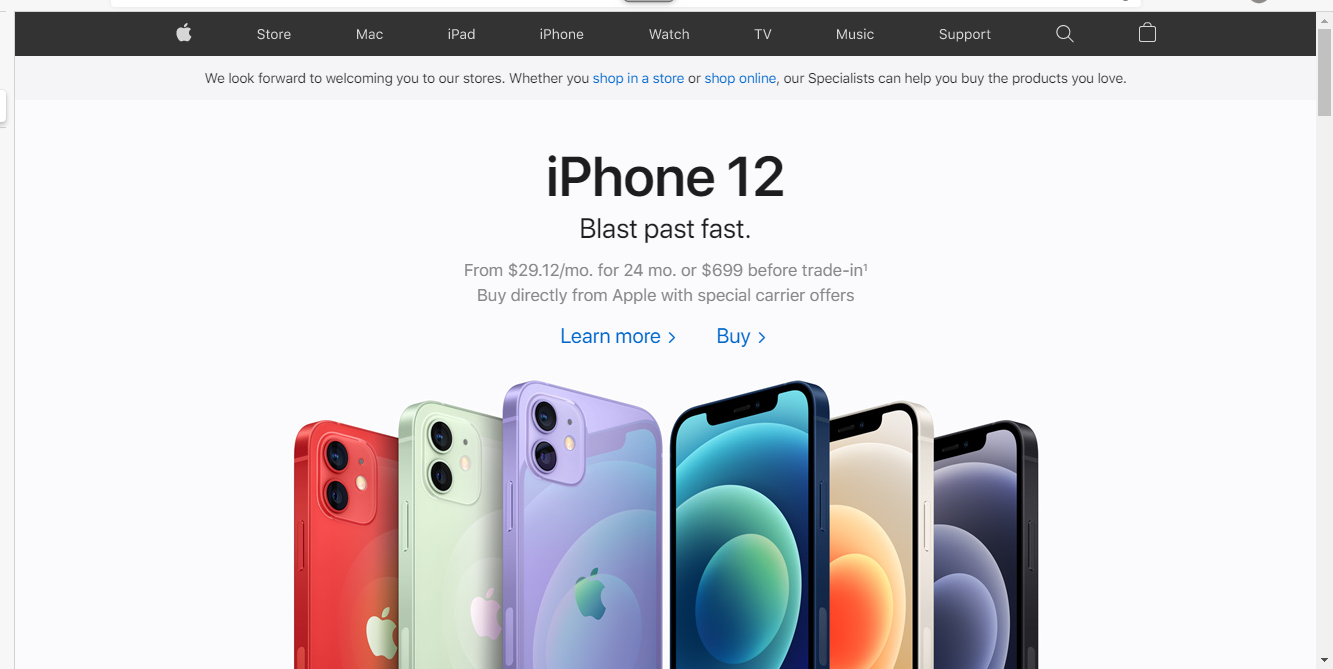 Store Mac iPad iPhone Watch TV Music Support
We look forward to welcoming you to our stores. Whether you shop in a store or shop online, our Specialists can help you buy the products you love.
iPhone 12
Blast past fast.
From $29.12/mo. for 24 mo. or $699 before trade-in¹
Buy directly from Apple with special carrier offers
Learn more > Buy >